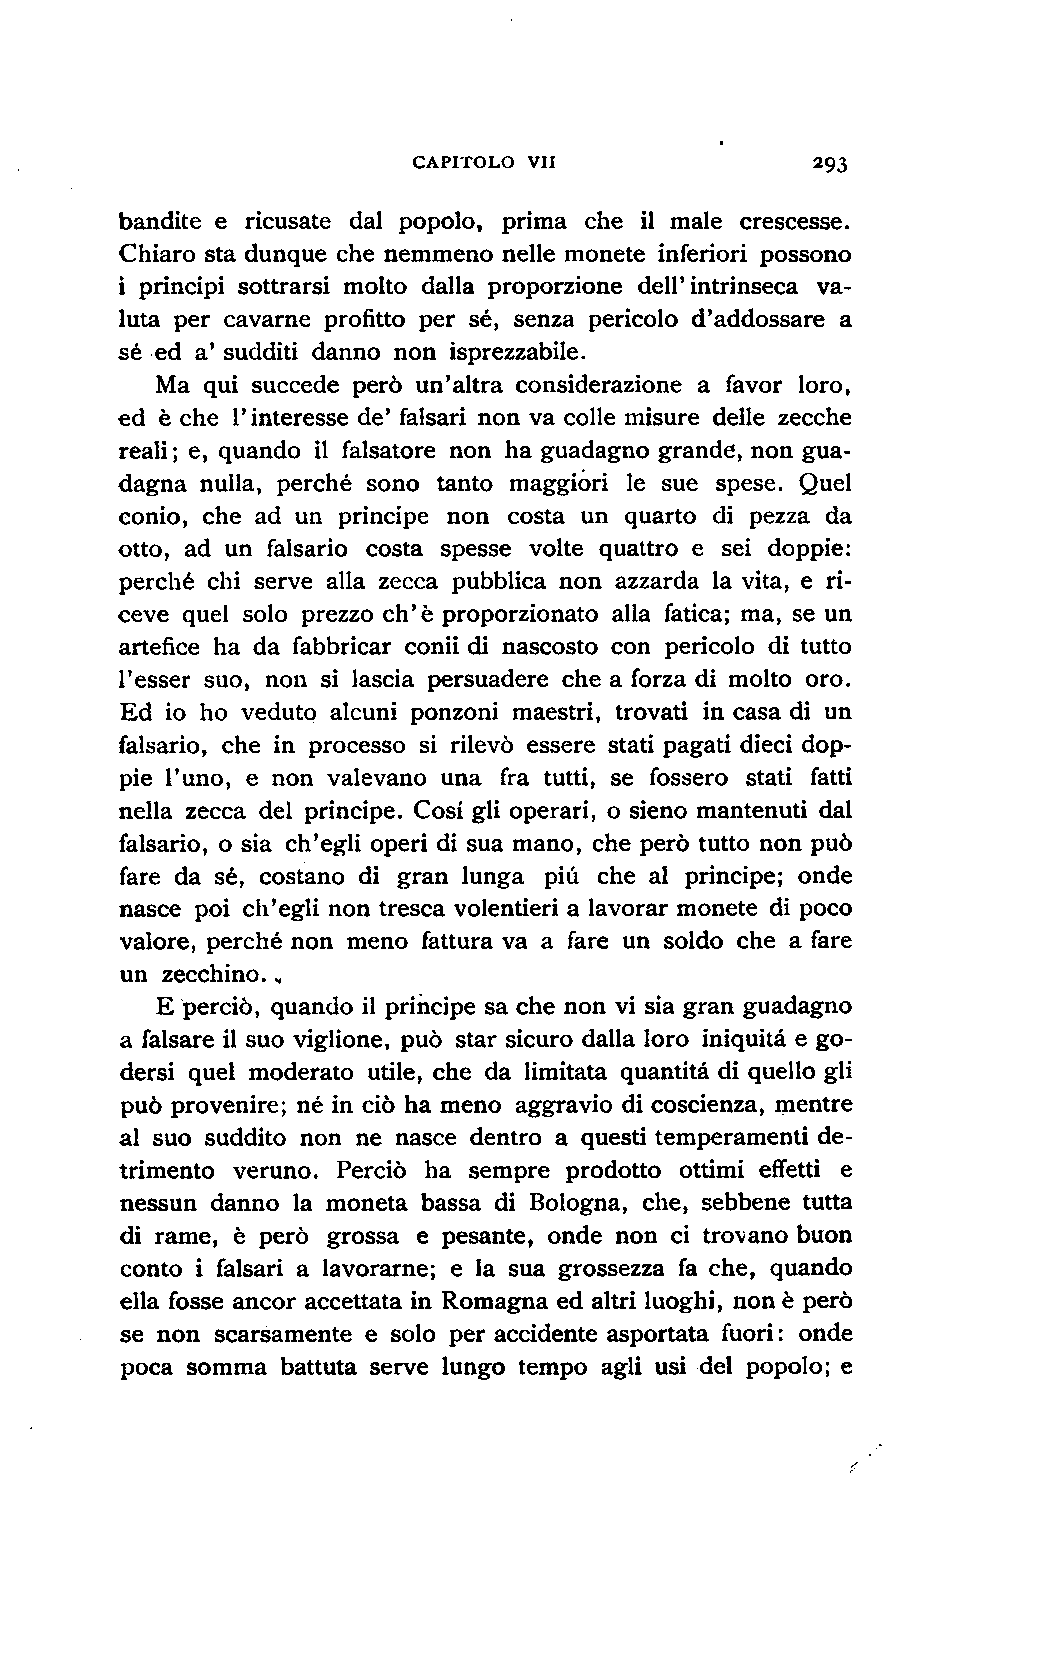 CAPITOLO VII 293
bandite e ricusate dal popolo, prima che il male crescesse.
Chiaro sta dunque che nemmeno nelle monete inferiori possono
i principi sottrarsi molto dalla proporzione dell'intrinseca va-
luta per cavarne profitto per sé, senza pericolo d'addossare a
sé ed a' sudditi danno non isprezzabile.
Ma qui succede però un'altra considerazione a favor loro,
ed è che l'interesse de' falsari non va colle misure delle zecche
reali; e, quando il falsatore non ha guadagno grande, non gua-
dagna nulla, perché sono tanto maggiori le sue spese. Quel
conio, che ad un principe non costa un quarto di pezza da
otto, ad un falsario costa spesse volte quattro e sei doppie:
perché chi serve alla zecca pubblica non azzarda la vita, e ri-
ceve quel solo prezzo ch'è proporzionato alla fatica; ma, se un
artefice ha da fabbricar conii di nascosto con pericolo di tutto
l'esser suo, non si lascia persuadere che a forza di molto oro.
Ed io ho veduto alcuni ponzoni maestri, trovati in casa di un
falsario, che in processo si rilevò essere stati pagati dieci dop-
pie l'uno, e non valevano una fra tutti, se fossero stati fatti
nella zecca del principe. Cosí gli operari, o sieno mantenuti dal
falsario, o sia ch'egli operi di sua mano, che però tutto non può
fare da sé, costano di gran lunga piú che al principe; onde
nasce poi ch'egli non tresca volentieri a lavorar monete di poco
valore, perché non meno fattura va a fare un soldo che a fare
un zecchino.
E perciò, quando il principe sa che non vi sia gran guadagno
a falsare il suo viglione, può star sicuro dalla loro iniquitá e go-
dersi quel moderato utile, che da limitata quantitá di quello gli
può provenire; né in ciò ha meno aggravio di coscienza, mentre
al suo suddito non ne nasce dentro a questi temperamenti de-
trimento veruno. Perciò ha sempre prodotto ottimi effetti e
nessun danno la moneta bassa di Bologna, che, sebbene tutta
di rame, è però grossa e pesante, onde non ci trovano buon
conto i falsari a lavorarne; e la sua grossezza fa che, quando
ella fosse ancor accettata in Romagna ed altri luoghi, non è però
se non scarsamente e solo per accidente asportata fuori: onde
poca somma battuta serve lungo tempo agli usi del popolo; e